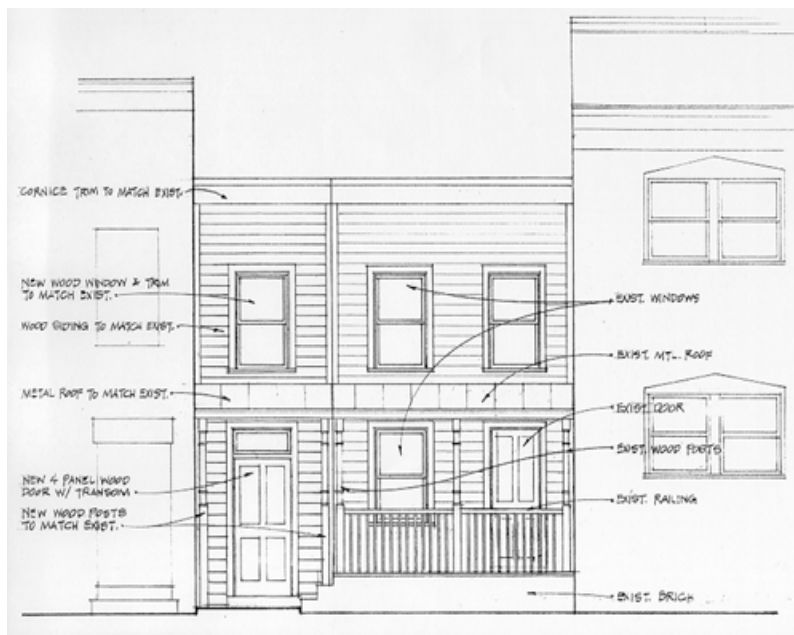 CORNICE TRIM TO MATCH EXIST.
NEW WOOD WINDOW & TRIM
TO MATCH EXIST.
WOOD SIDING TO MATCH EXIST.
METAL ROOF TO MATCH EXIST.
NEW 4 PANEL WOOD
DOOR W/ TRANSOM
NEW WOOD POSTS
TO MATCH EXIST.
EXIST. WINDOWS
EXIST. MTL. ROOF
EXIST. DOOR
EXIST. WOOD POSTS
EXIST. RAILING
EXIST. BRICK